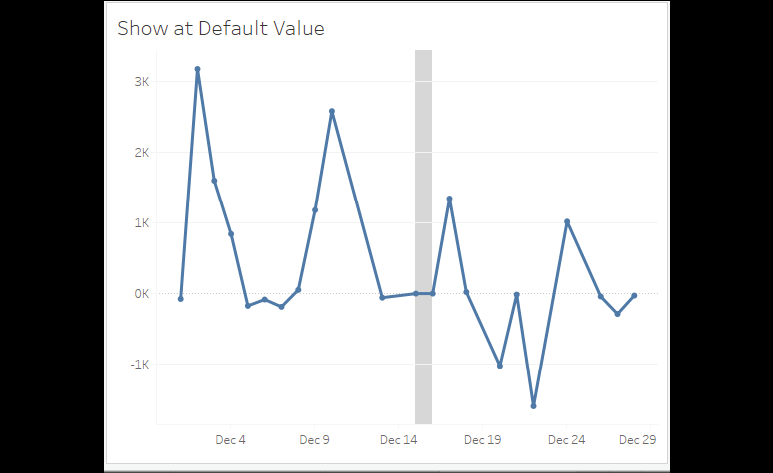 Show at Default Value
3K
2K
1K
0K
-1K
Dec 4 Dec 9 Dec 14 Dec 19 Dec 24 Dec 29